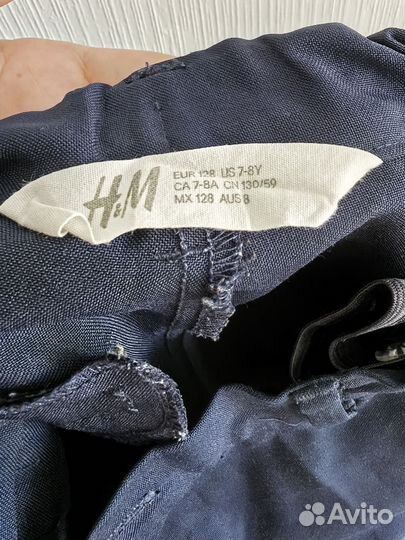 H&M
EUR 128 US 7-8Y
CA 7-8A CN 130/59
MX 128 AUS 8
Avito